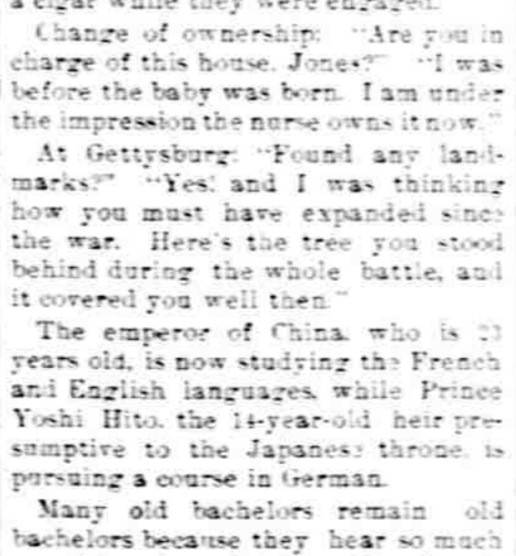 a cigar while they were engaged.
Change of ownership: "Are you in
charge of this house, Jones?" "I was
before the baby was born. I am under
the impression the nurse owns it now."
At Gettysburg: "Found any land-
marks?" "Yes; and I was thinking
how you must have expanded since
the war. Here's the tree you stood
behind during the whole battle, and
it covered you well then."
The emperor of China, who is
years old, is now studying the French
and English languages, while Prince
Yoshi Hito, the 14-year-old heir pre-
sumptive to the Japanese throne, is
pursuing a course in German.
Many old bachelors remain old
bachelors because they hear so much